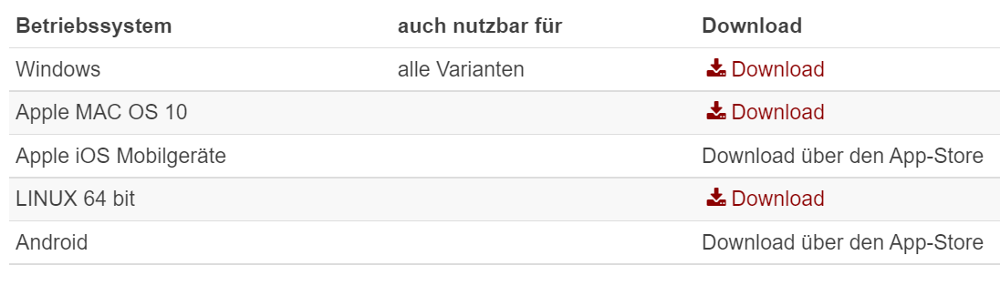 Betriebssystem auch nutzbar für Download
Windows alle Varianten Download
Apple MAC OS 10 Download
Apple iOS Mobilgeräte Download über den App-Store
LINUX 64 bit Download
Android Download über den App-Store